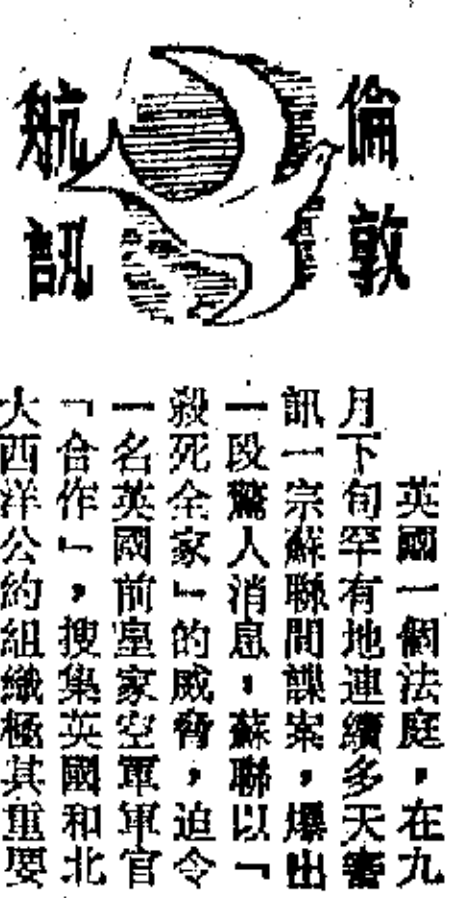 倫敦
航訊
英國一個法庭，在九
月下旬罕有地連續多天審
訊一宗蘇聯間諜案，爆出
一段驚人消息，蘇聯以「
殺死全家」的威脅，迫令
一名英國前皇家空軍軍官
「合作」，搜集英國和北
大西洋公約組織極其重要